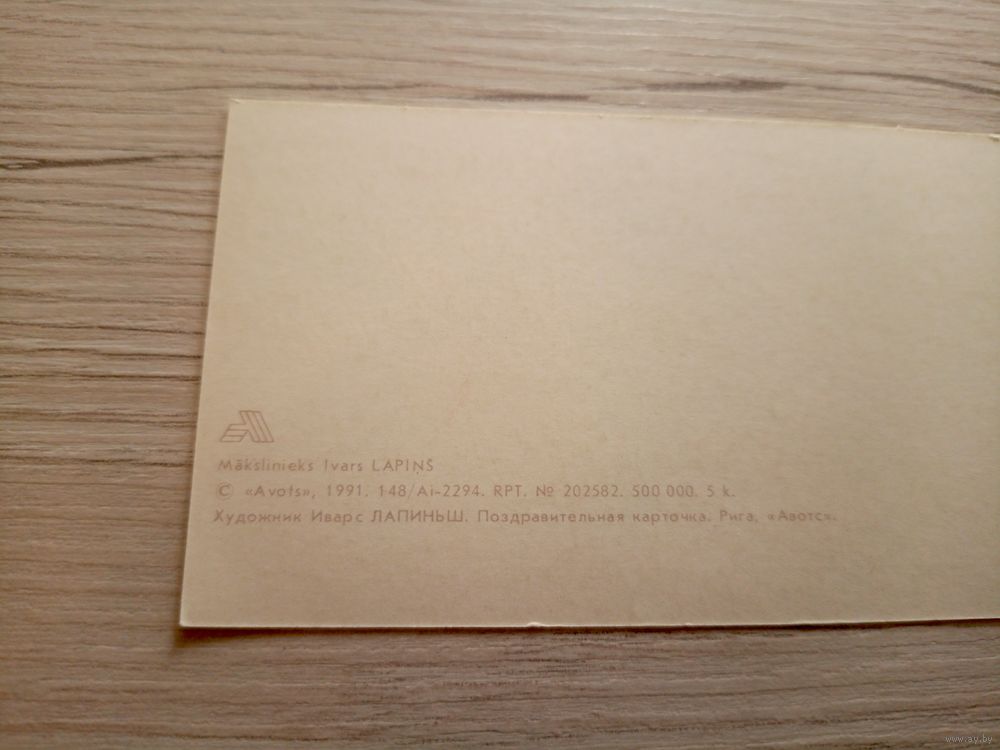 Mākslinieks Ivars LAPIŅŠ
© «Avots», 1991. 148/Ai-2294. RPT. № 202582. 500 000. 5 k.
Художник Иварс ЛАПИНЬШ. Поздравительная карточка. Рига, «Авотс».
www.ay.by